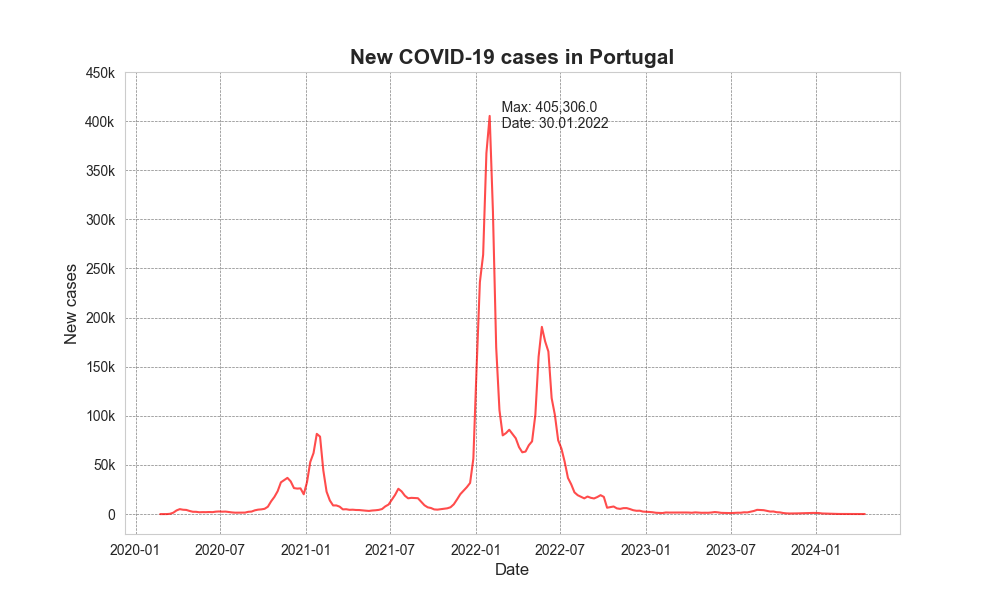 New COVID-19 cases in Portugal
450k
Max: 405,306.0
400k
Date: 30.01.2022
350k
300k
250k
New cases
200k
150k
100k
50k
0
2020-01 2020-07 2021-01 2021-07 2022-01 2022-07 2023-01 2023-07 2024-01
Date